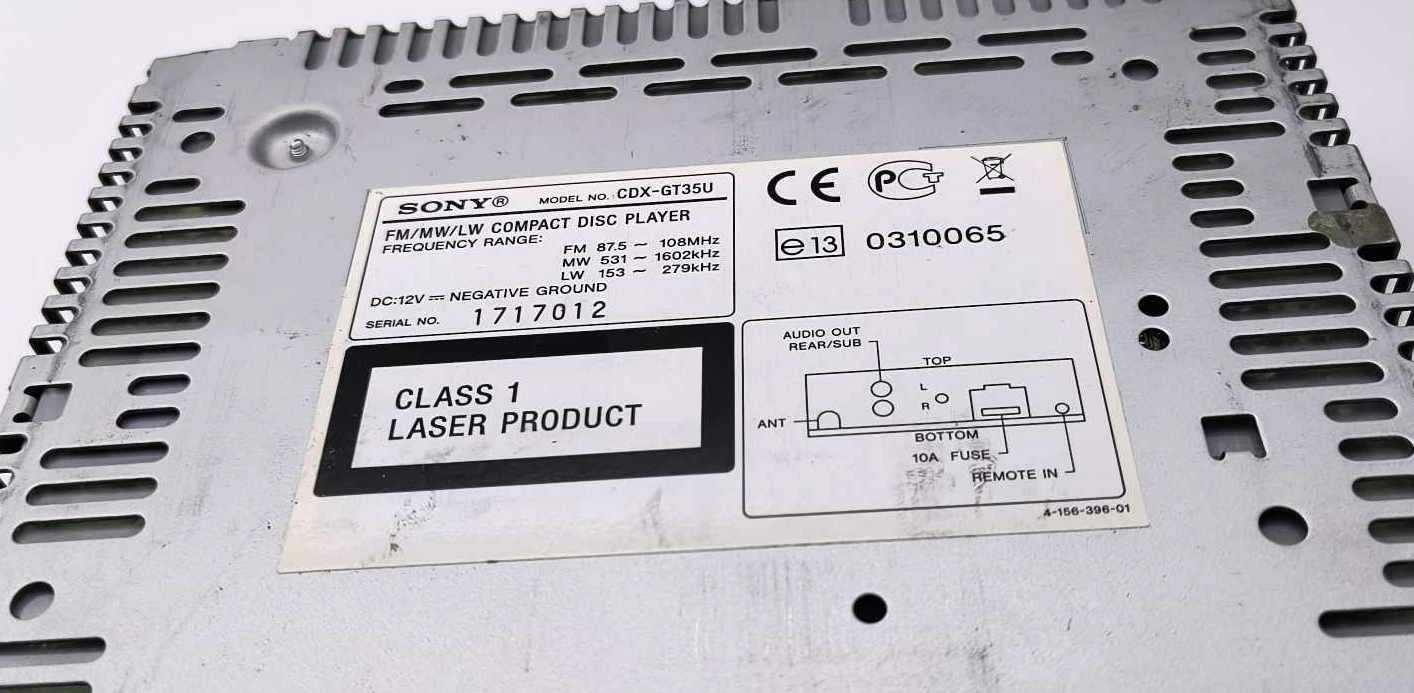 SONY® MODEL NO.: CDX-GT35U
FM/MW/LW COMPACT DISC PLAYER
FREQUENCY RANGE:
FM 87.5 ~ 108MHz
MW 531 ~ 1602kHz
LW 153 ~ 279kHz
DC:12V ⎓ NEGATIVE GROUND
SERIAL NO. 1717012
CLASS 1
LASER PRODUCT
CE PCT
e13 0310065
AUDIO OUT
REAR/SUB
TOP
L
R
ANT
BOTTOM
10A FUSE
REMOTE IN
4-156-396-01